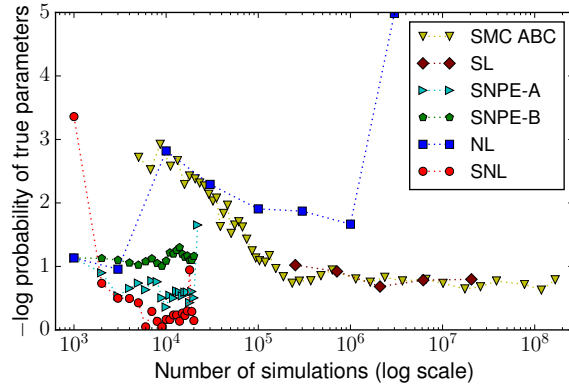 −log probability of true parameters
5
4
3
2
1
0
10^3
10^4
10^5
10^6
10^7
10^8
Number of simulations (log scale)
SMC ABC
SL
SNPE-A
SNPE-B
NL
SNL